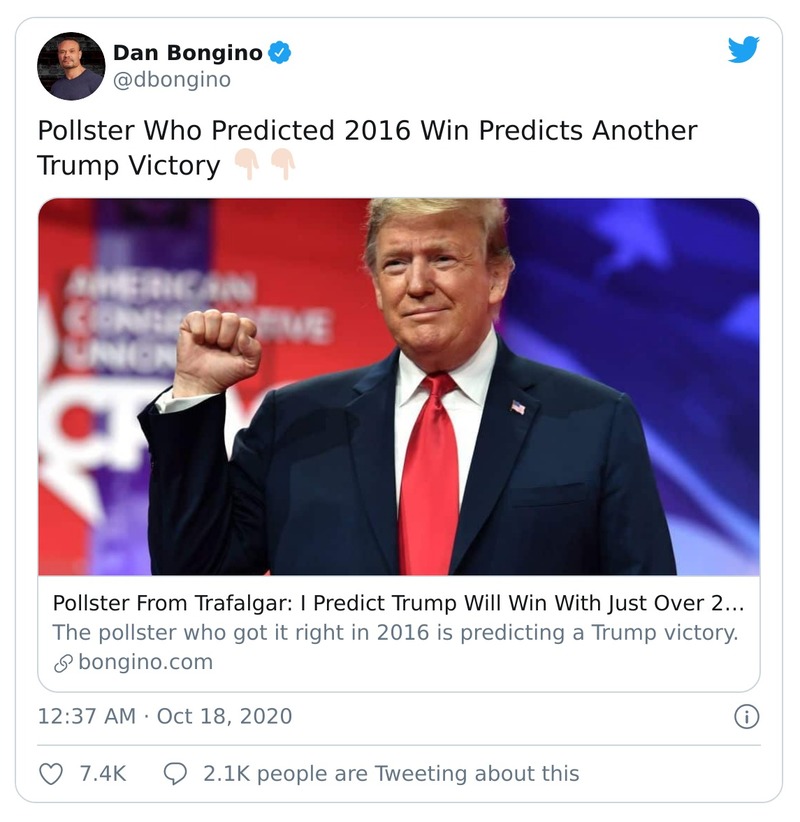 Dan Bongino
@dbongino
Pollster Who Predicted 2016 Win Predicts Another
Trump Victory 👇🏻👇🏻
AMERICAN
CONSERVATIVE
UNION
CPAC
Pollster From Trafalgar: I Predict Trump Will Win With Just Over 2...
The pollster who got it right in 2016 is predicting a Trump victory.
bongino.com
12:37 AM · Oct 18, 2020
7.4K
2.1K people are Tweeting about this